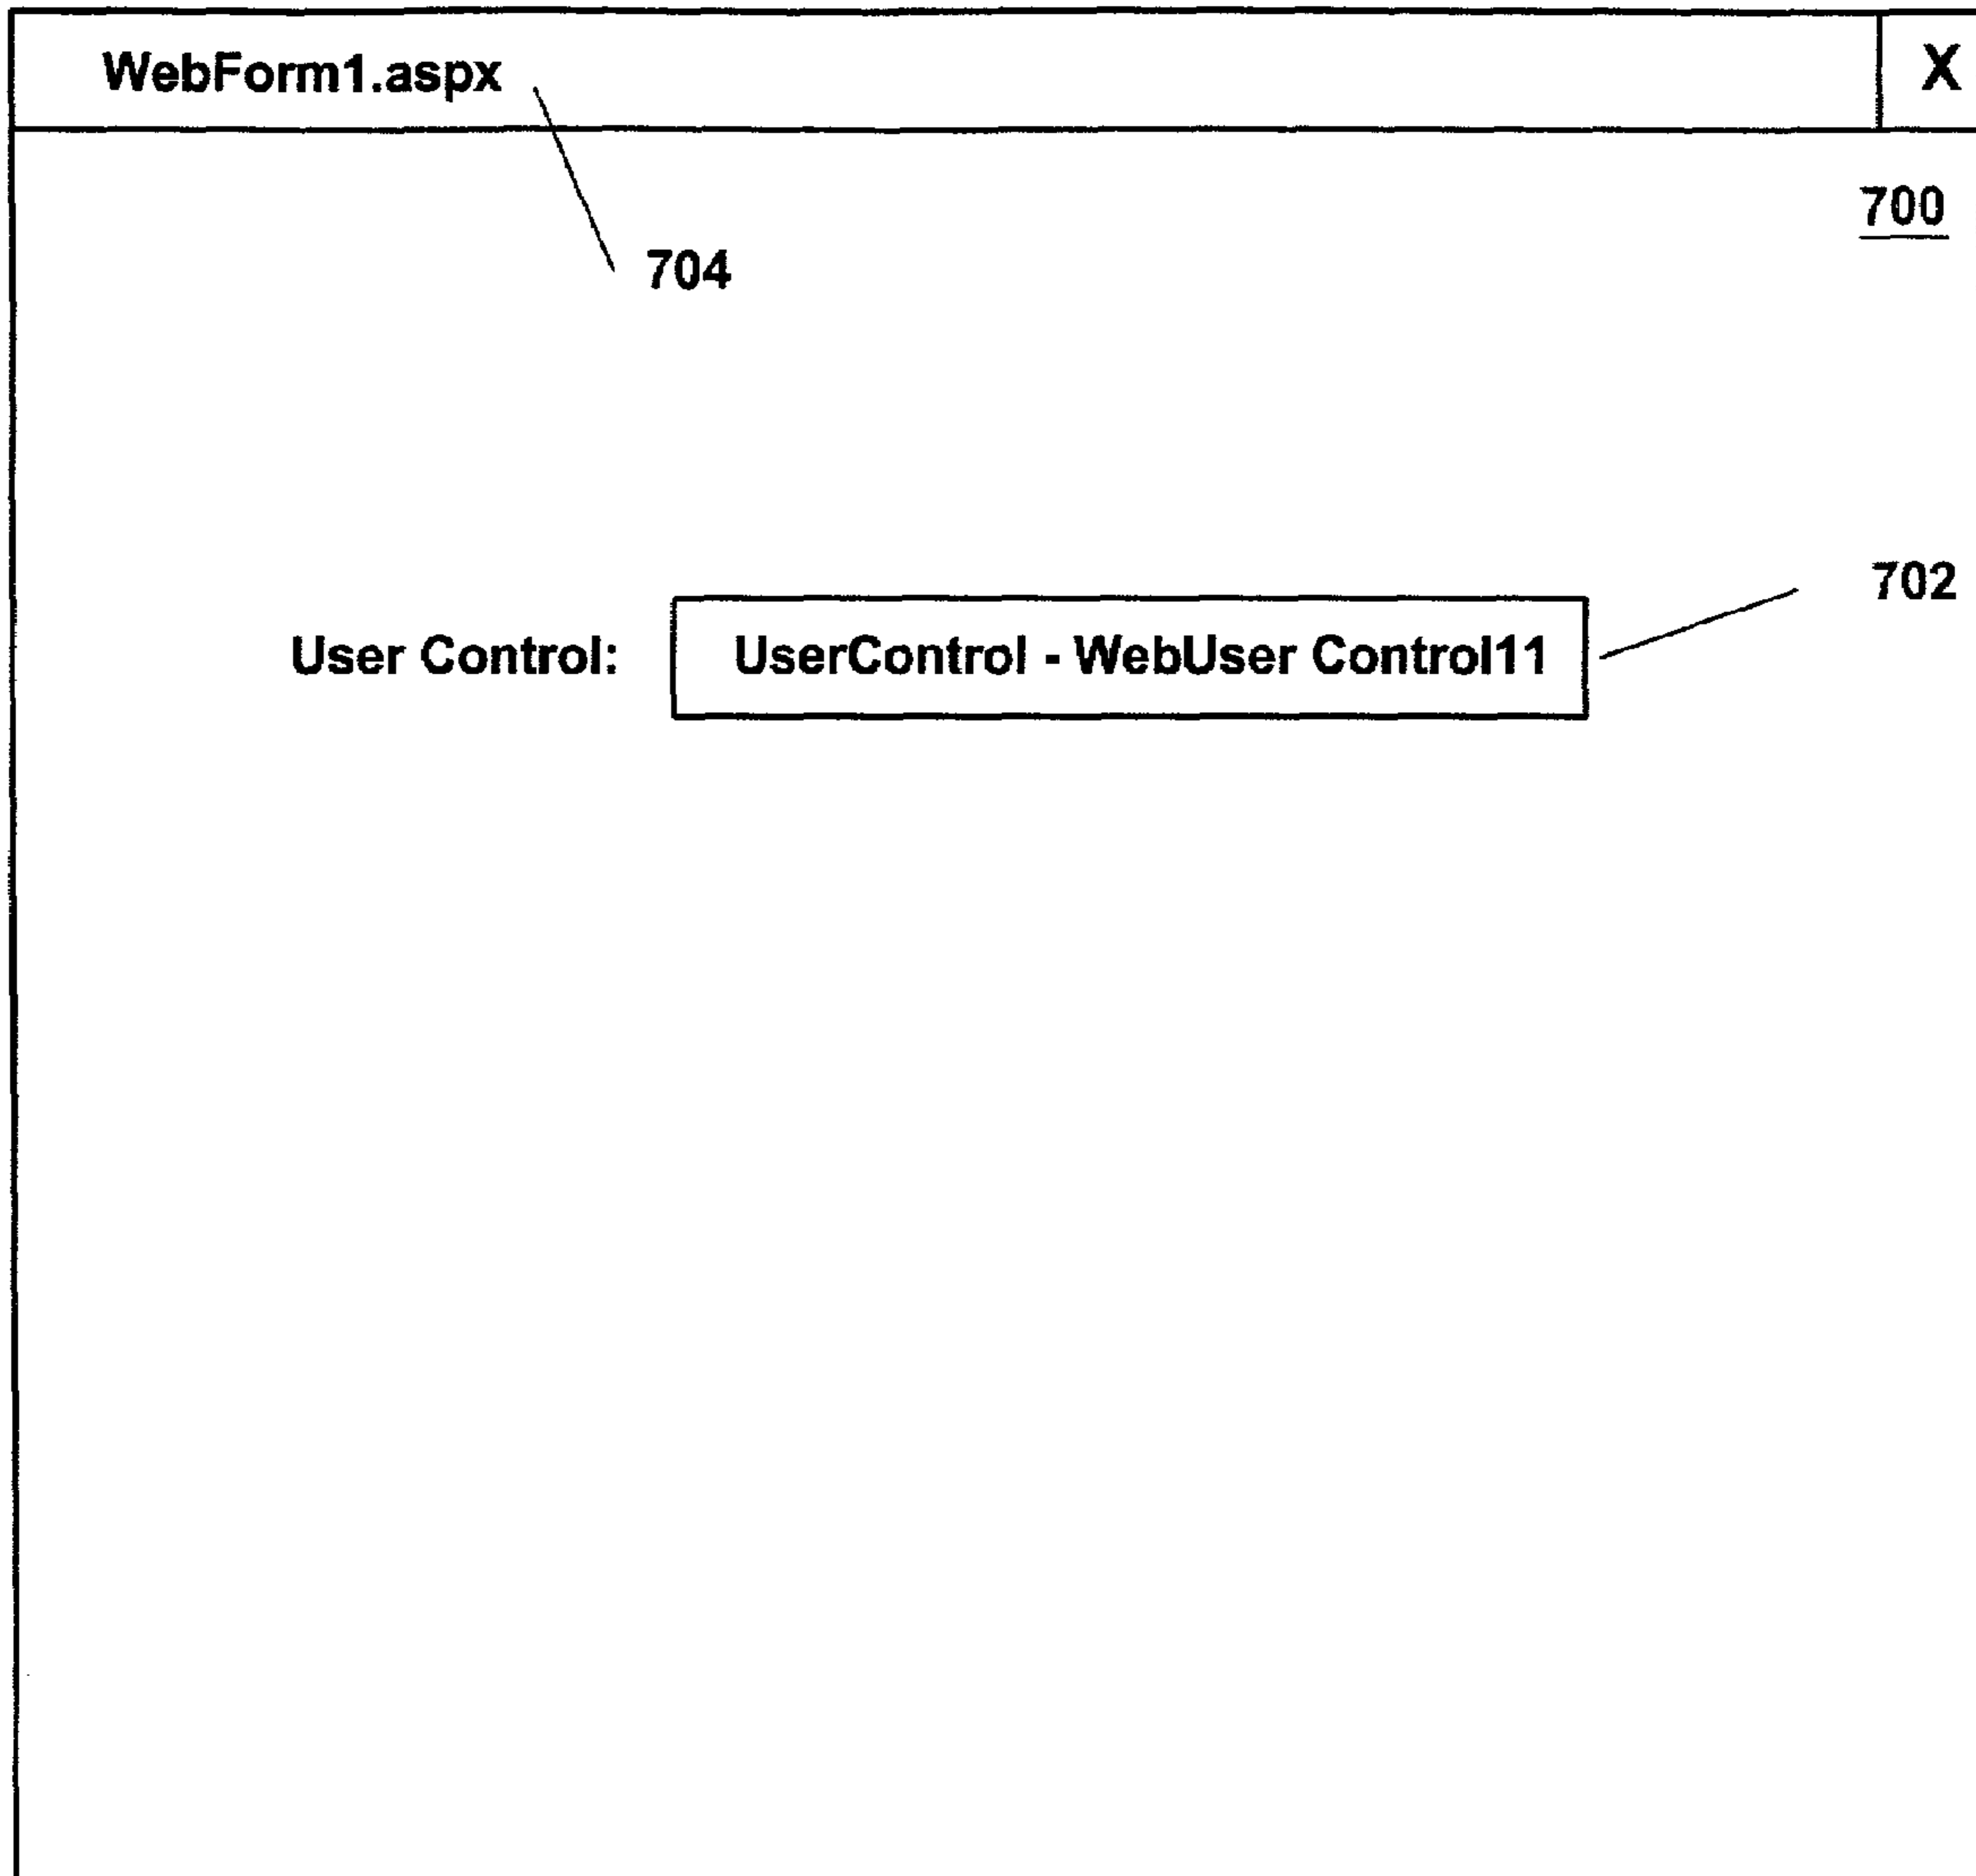 WebForm1.aspx X
700
704
702
User Control: UserControl - WebUser Control11